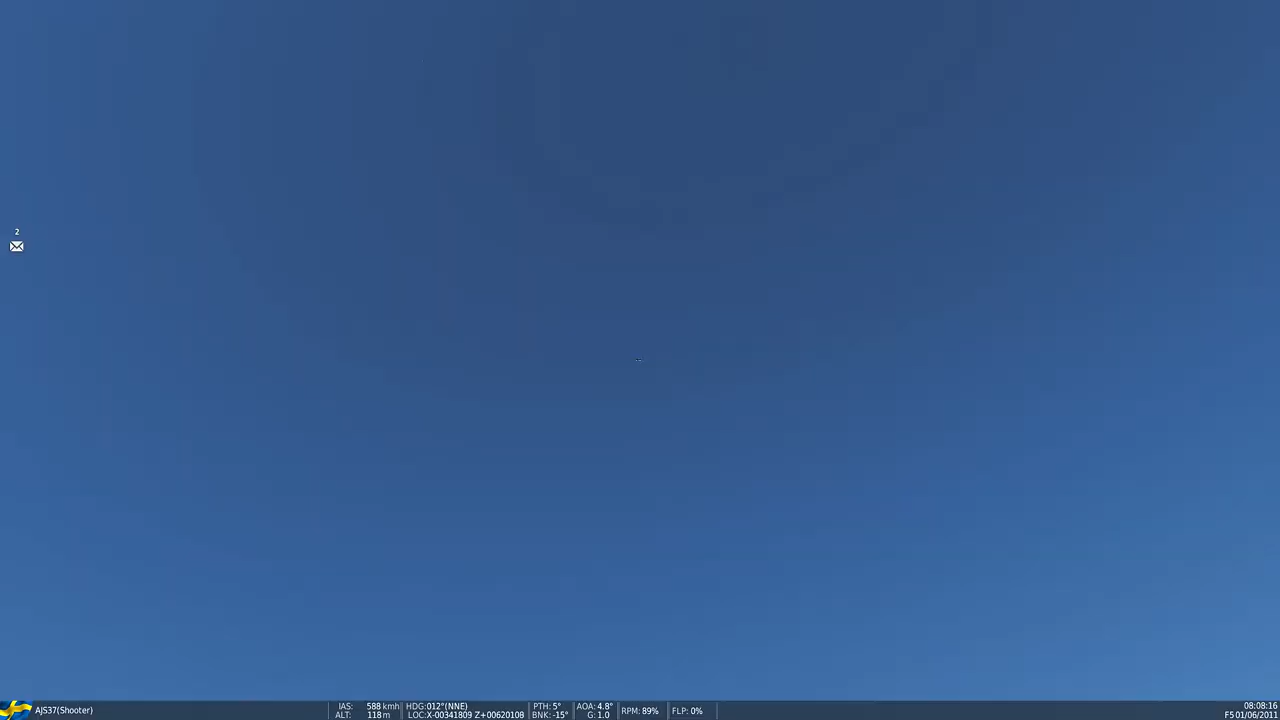 2
AJS37(Shooter)
IAS: 588 kmh
ALT: 118 m
HDG:012°(NNE)
LOC:X-00341809 Z+00620108
PTH: 5°
BNK: -15°
AOA: 4.8°
G: 1.0
RPM: 89%
FLP: 0%
08:08:16
F5 01/06/2011